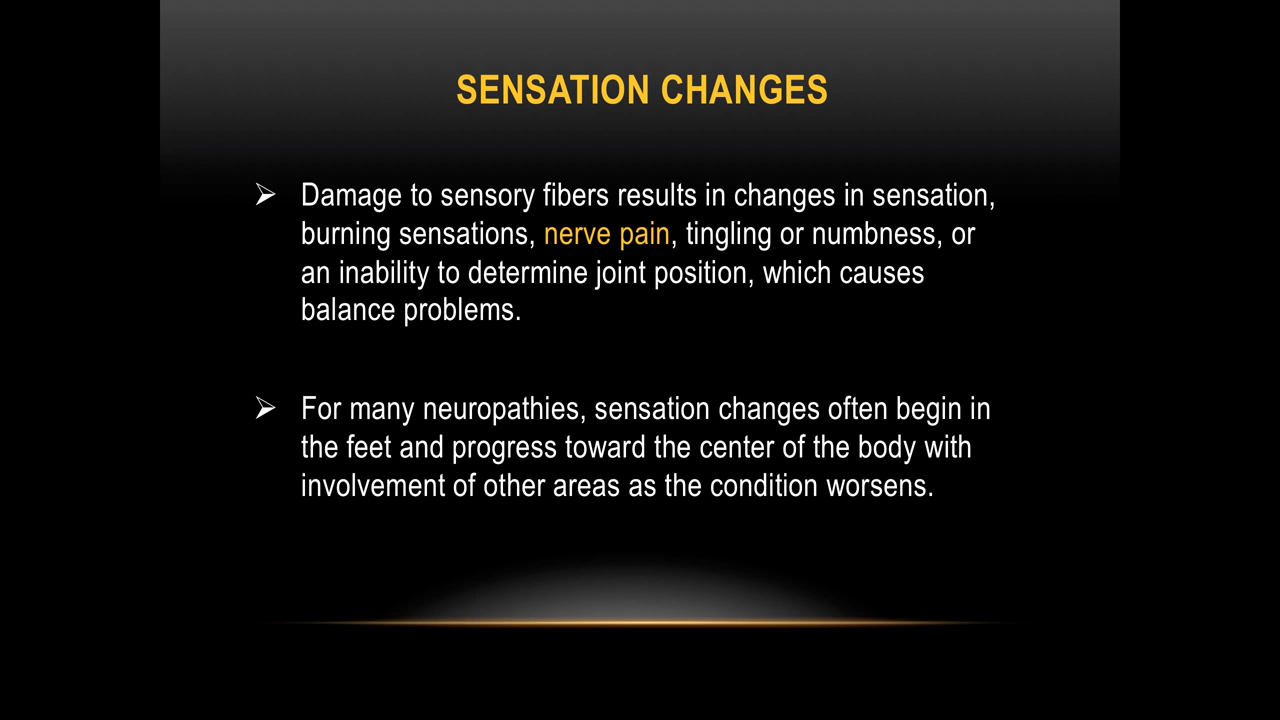 SENSATION CHANGES
Damage to sensory fibers results in changes in sensation,
burning sensations, nerve pain, tingling or numbness, or
an inability to determine joint position, which causes
balance problems.
For many neuropathies, sensation changes often begin in
the feet and progress toward the center of the body with
involvement of other areas as the condition worsens.